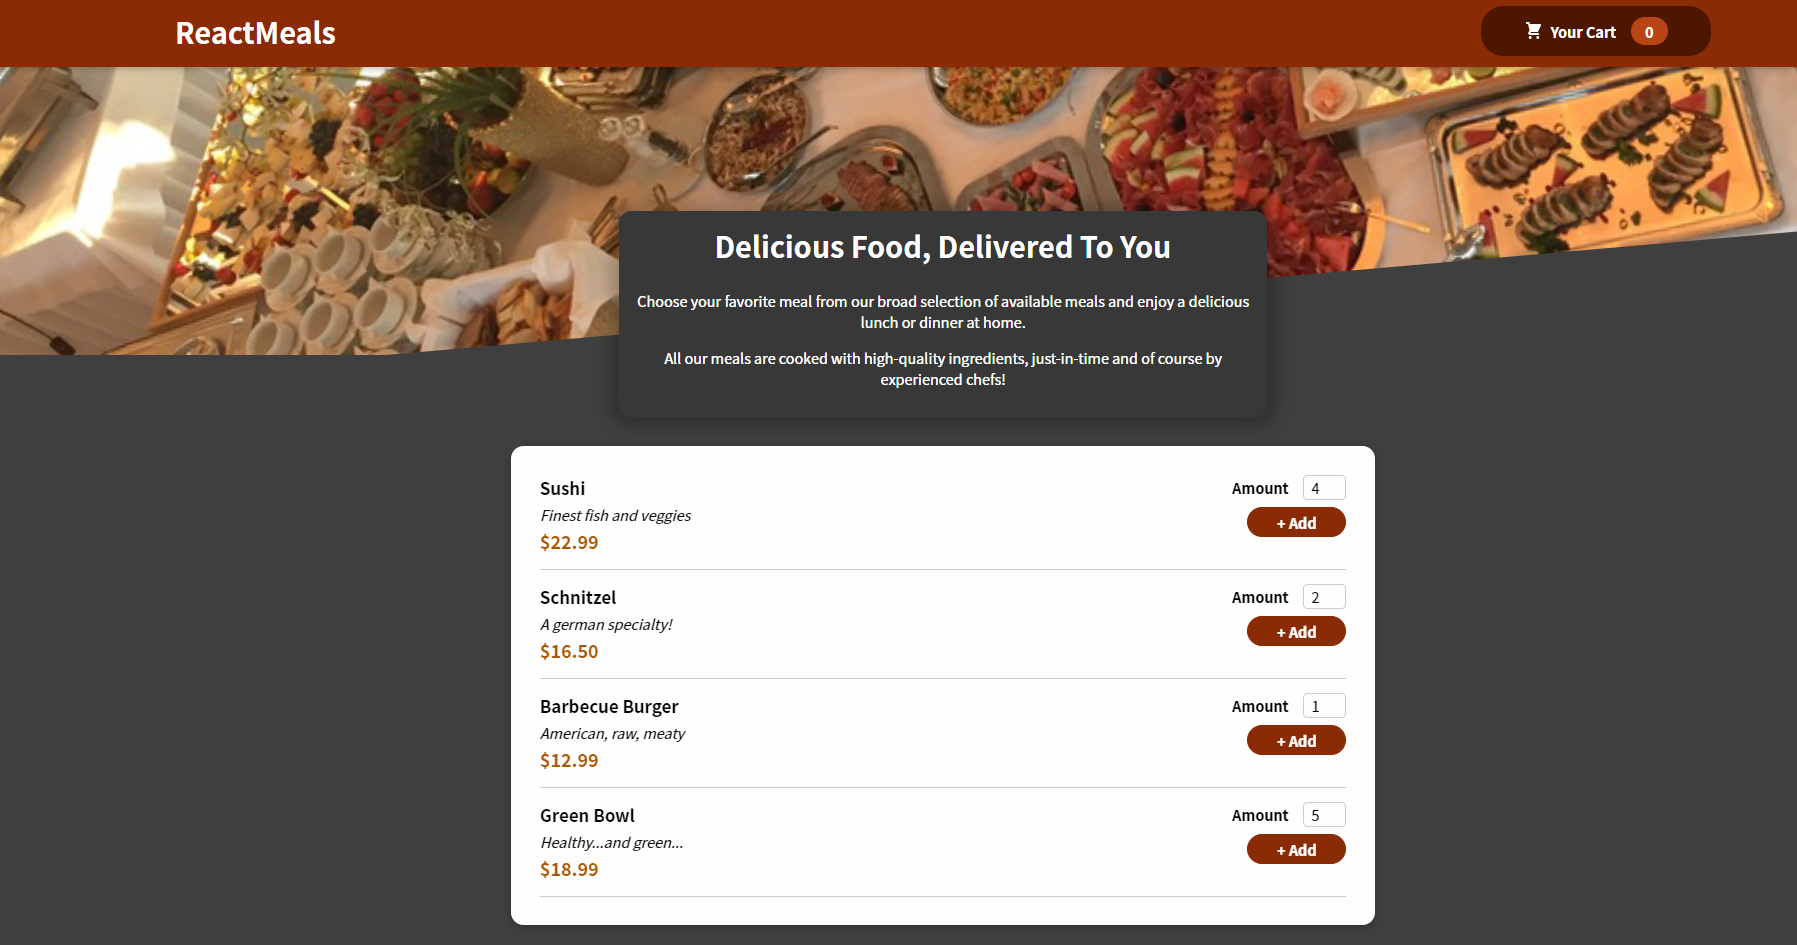 ReactMeals
Your Cart 0
Delicious Food, Delivered To You
Choose your favorite meal from our broad selection of available meals and enjoy a delicious
lunch or dinner at home.
All our meals are cooked with high-quality ingredients, just-in-time and of course by
experienced chefs!
Sushi
Finest fish and veggies
$22.99
Amount 4
+ Add
Schnitzel
A german specialty!
$16.50
Amount 2
+ Add
Barbecue Burger
American, raw, meaty
$12.99
Amount 1
+ Add
Green Bowl
Healthy...and green...
$18.99
Amount 5
+ Add